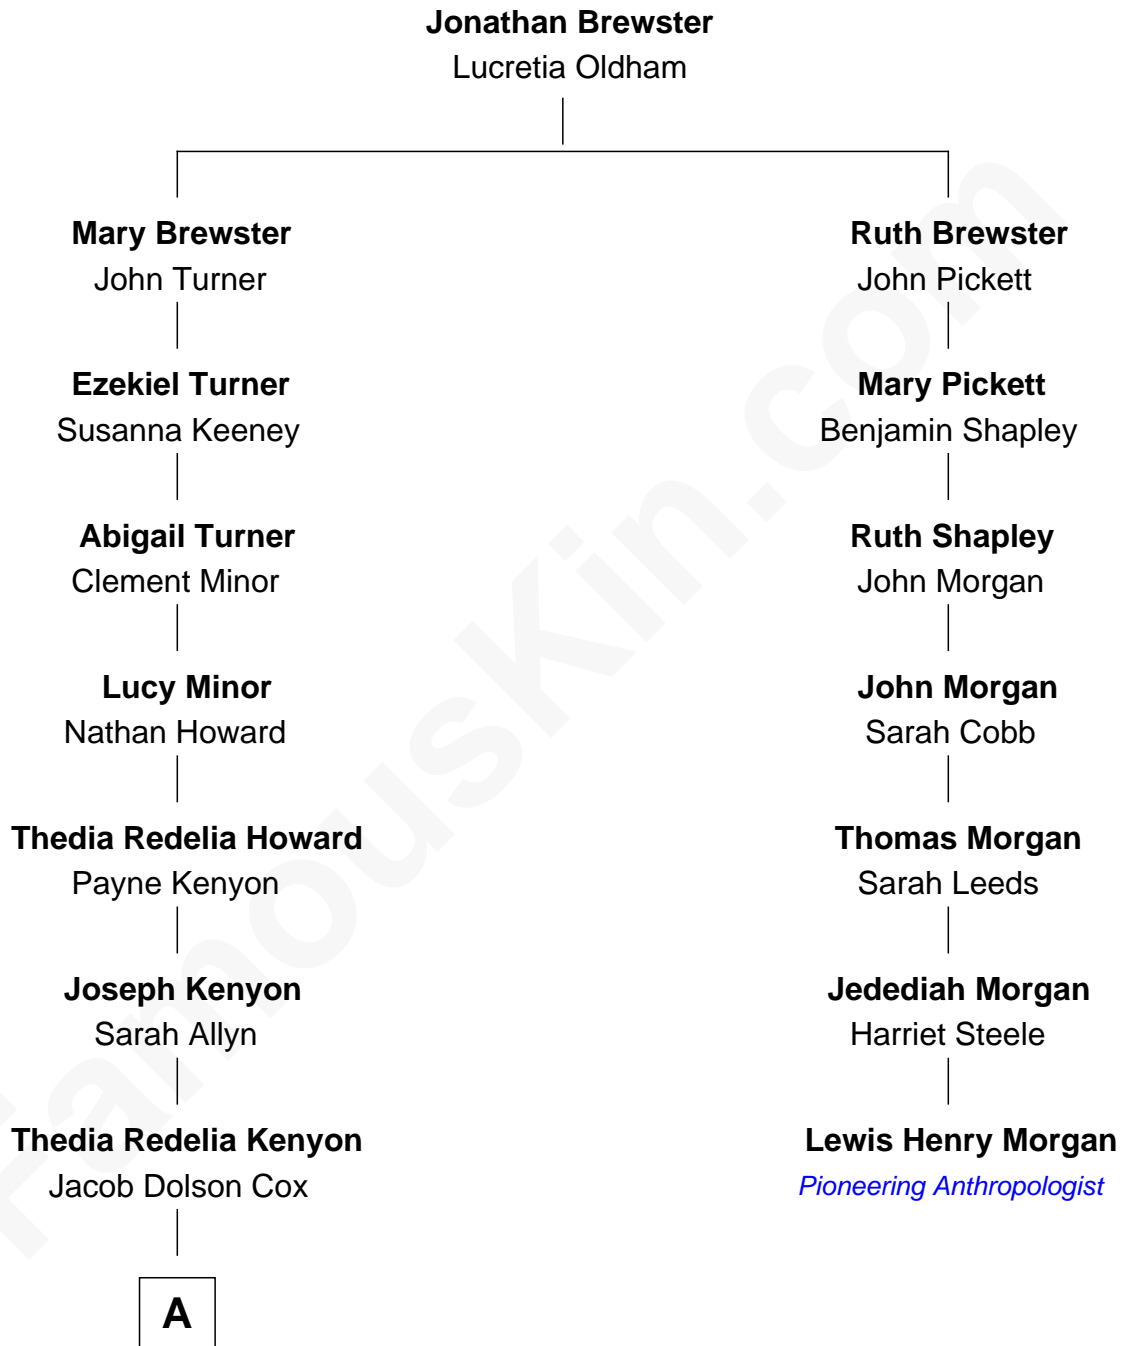 Jonathan Brewster
Lucretia Oldham
Mary Brewster
John Turner
Ezekiel Turner
Susanna Keeney
Abigail Turner
Clement Minor
Lucy Minor
Nathan Howard
Thedia Redelia Howard
Payne Kenyon
Joseph Kenyon
Sarah Allyn
Thedia Redelia Kenyon
Jacob Dolson Cox
A
Ruth Brewster
John Pickett
Mary Pickett
Benjamin Shapley
Ruth Shapley
John Morgan
John Morgan
Sarah Cobb
Thomas Morgan
Sarah Leeds
Jedediah Morgan
Harriet Steele
Lewis Henry Morgan
Pioneering Anthropologist
FamousKin.com